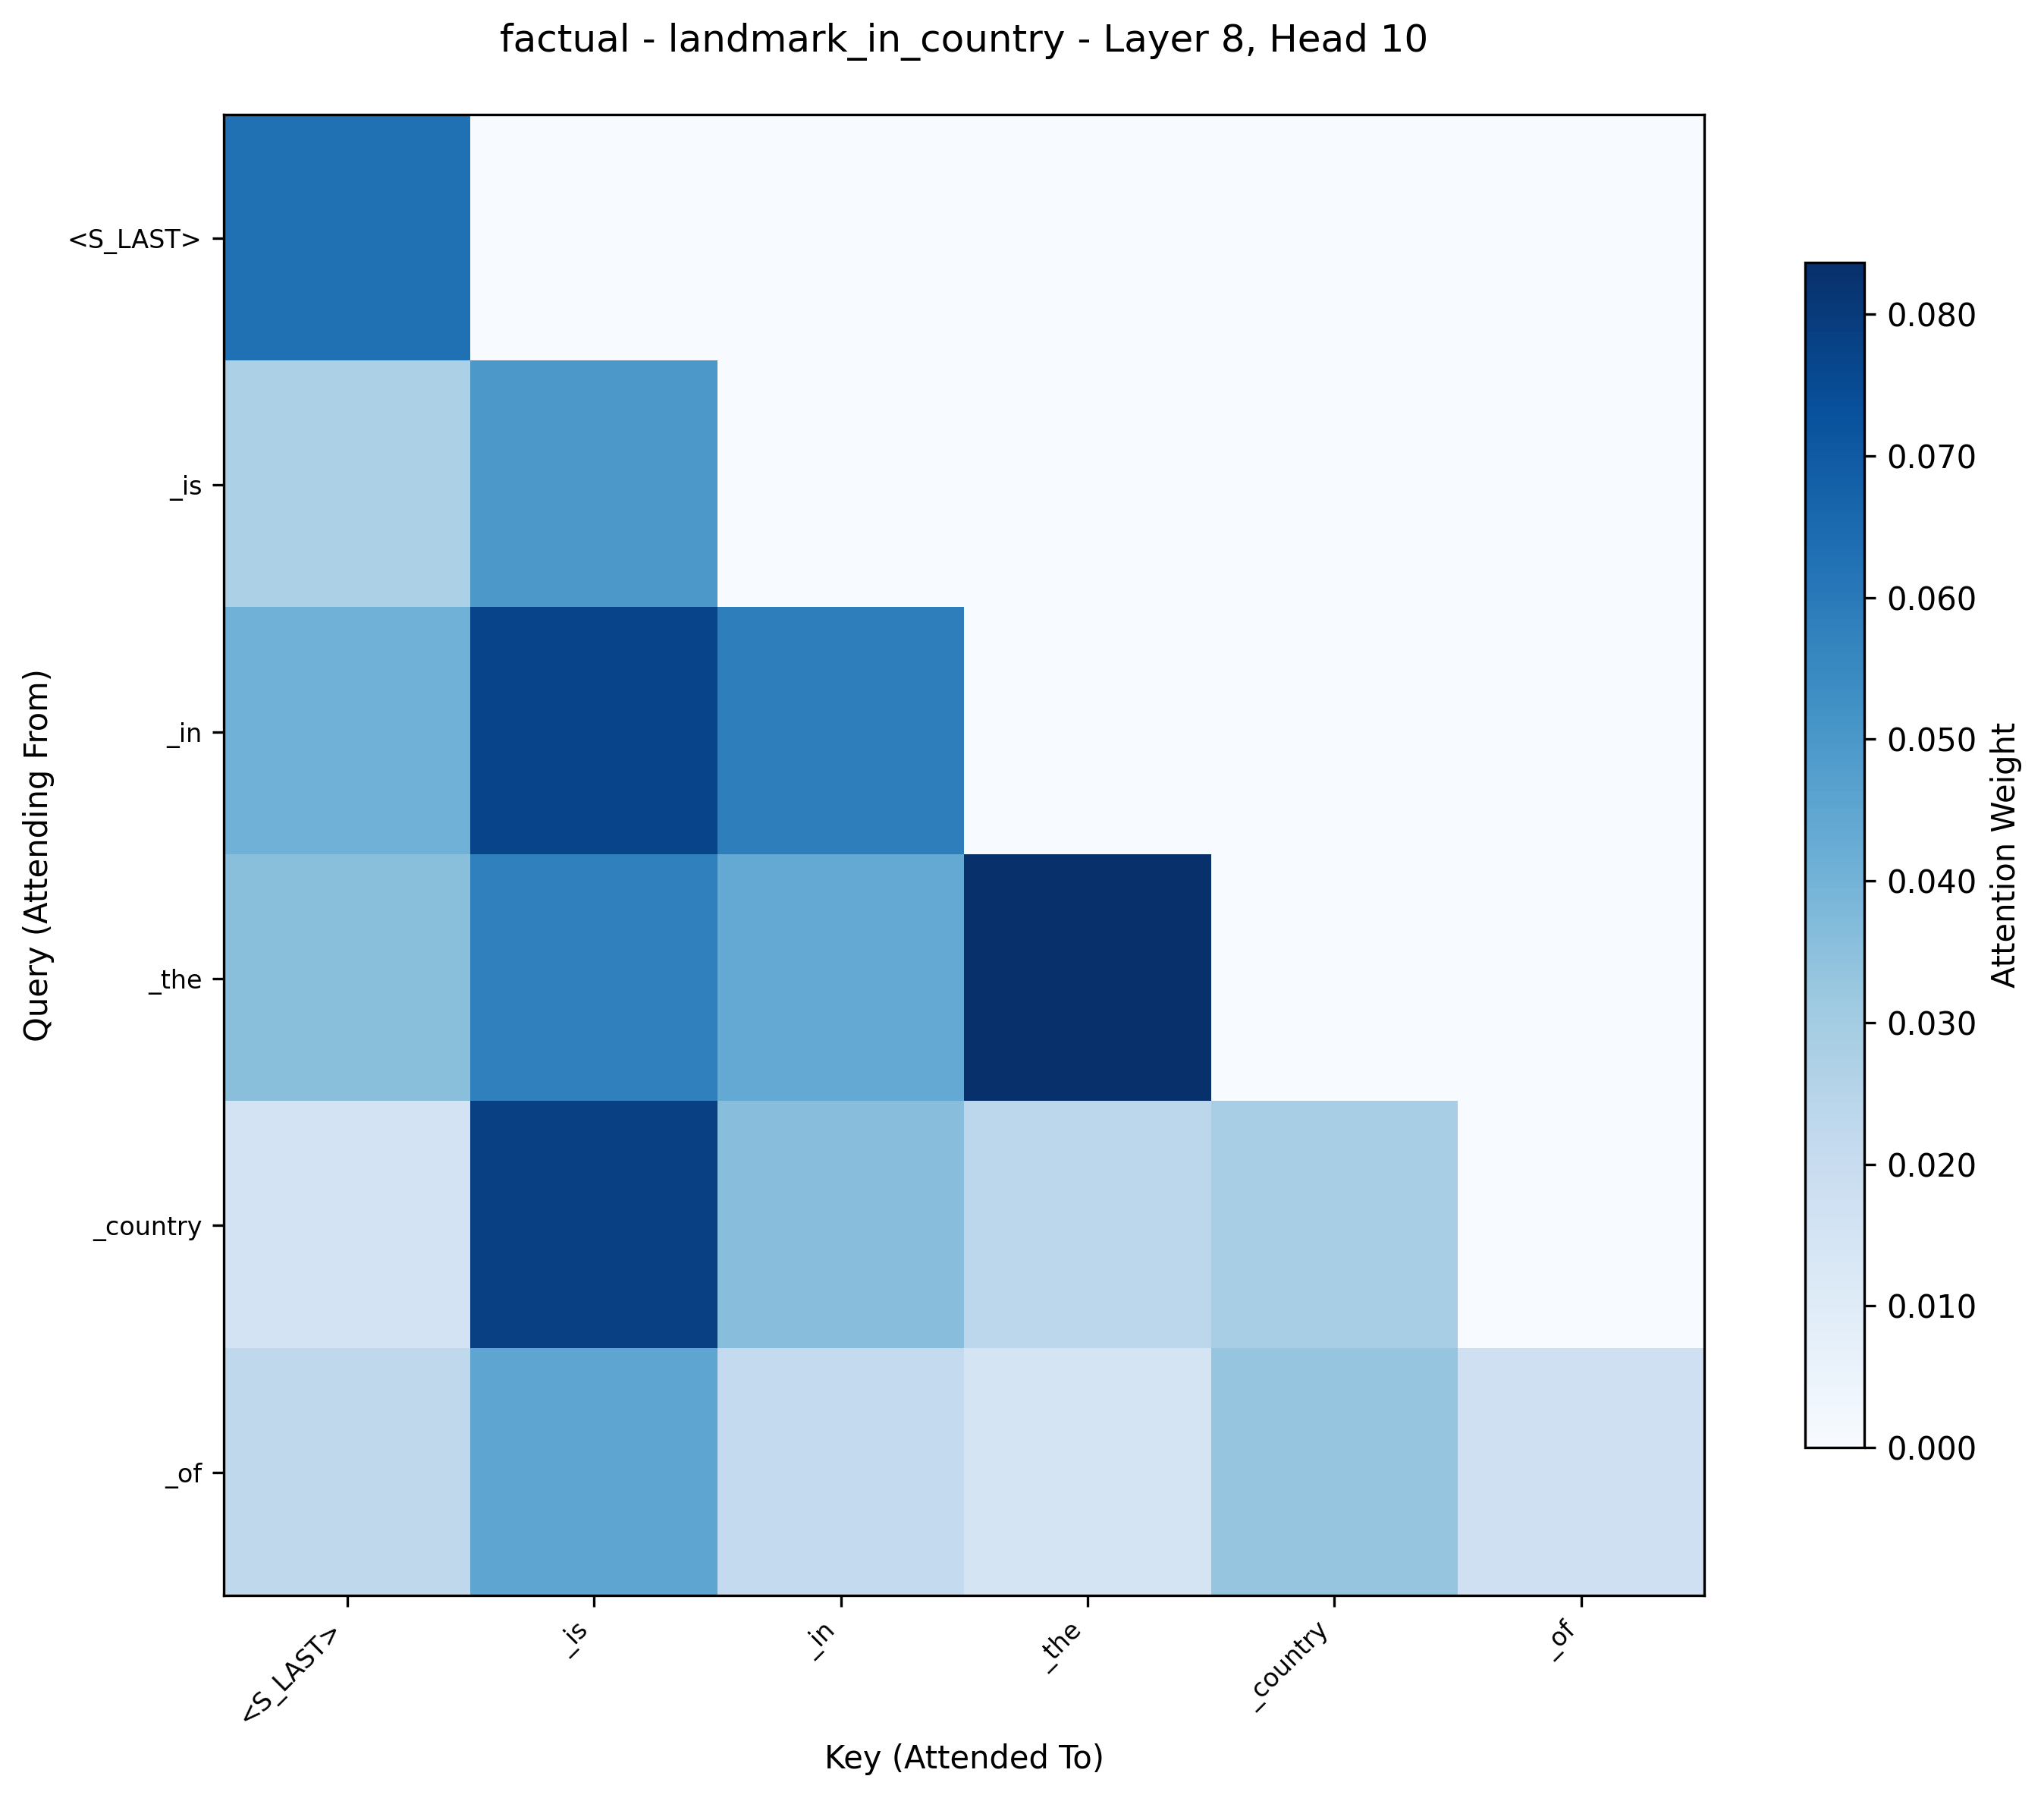 factual - landmark_in_country - Layer 8, Head 10
Query (Attending From)
<S_LAST>
_is
_in
_the
_country
_of
<S_LAST>
_is
_in
_the
_country
_of
Key (Attended To)
0.080
0.070
0.060
0.050
0.040
0.030
0.020
0.010
0.000
Attention Weight